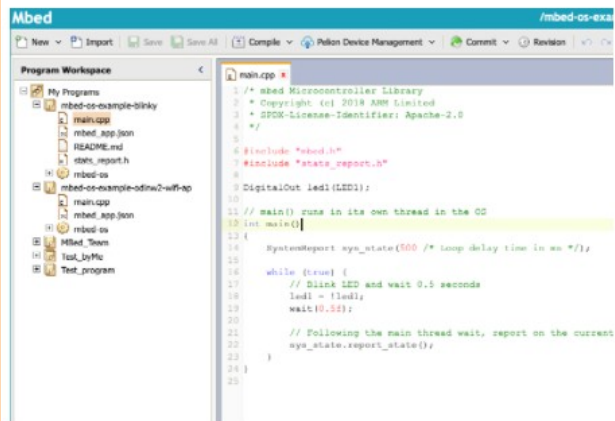 Mbed
/mbed-os-exa
New Import Save Save All Compile Pelion Device Management Commit Revision
Program Workspace
My Programs
mbed-os-example-blinky
main.cpp
mbed_app.json
README.md
stats_report.h
mbed-os
mbed-os-example-odinw2-wifi-ap
main.cpp
mbed_app.json
mbed-os
MBed_Team
Test_byMe
Test_program
main.cpp
1 /* mbed Microcontroller Library
2 * Copyright (c) 2018 ARM Limited
3 * SPDX-License-Identifier: Apache-2.0
4 */
5
6 #include "mbed.h"
7 #include "stats_report.h"
8
9 DigitalOut led1(LED1);
10
11 // main() runs in its own thread in the OS
12 int main()
13 {
14 SystemReport sys_state(500 /* Loop delay time in ms */);
15
16 while (true) {
17 // Blink LED and wait 0.5 seconds
18 led1 = !led1;
19 wait(0.5f);
20
21 // Following the main thread wait, report on the current
22 sys_state.report_state();
23 }
24 }
25